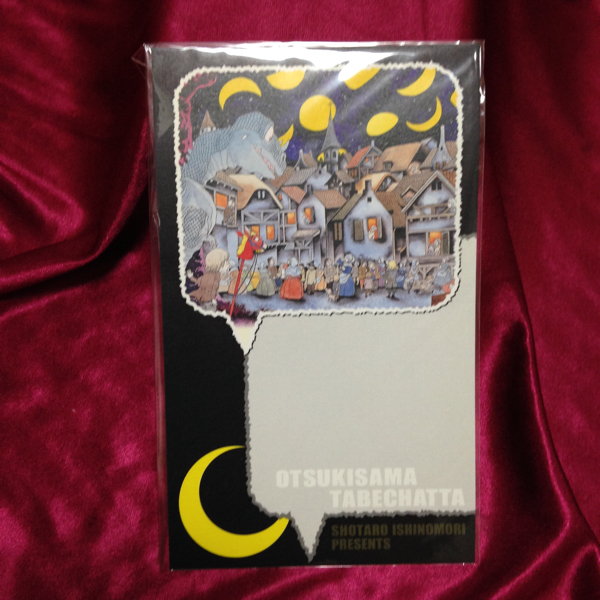 OTSUKISAMA
TABECHATTA
SHOTARO ISHINOMORI
PRESENTS